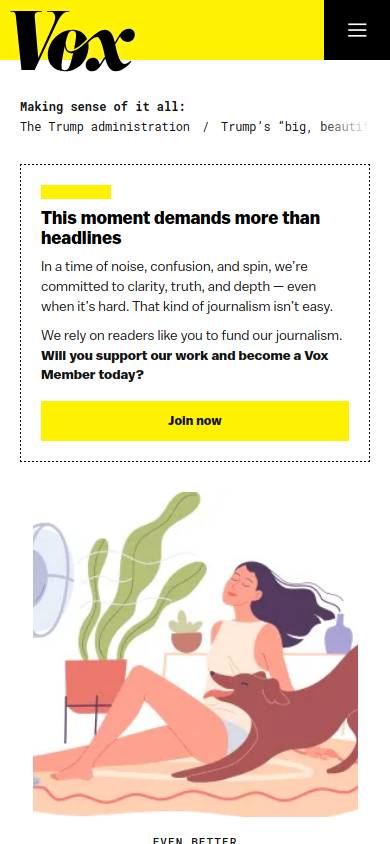 Vox
Making sense of it all:
The Trump administration / Trump’s “big, beautif
This moment demands more than
headlines
In a time of noise, confusion, and spin, we’re
committed to clarity, truth, and depth — even
when it’s hard. That kind of journalism isn’t easy.
We rely on readers like you to fund our journalism.
Will you support our work and become a Vox
Member today?
Join now
EVEN BETTER